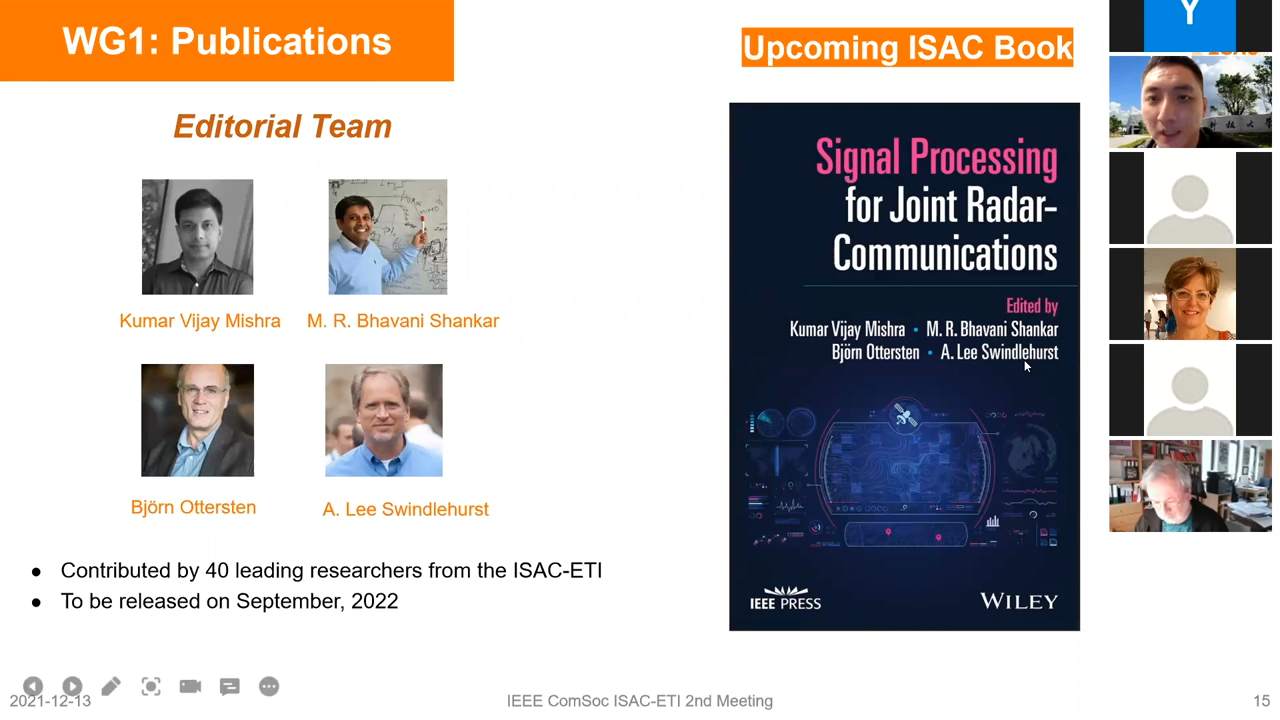 WG1: Publications
Upcoming ISAC Book
Editorial Team
Kumar Vijay Mishra
M. R. Bhavani Shankar
Björn Ottersten
A. Lee Swindlehurst
● Contributed by 40 leading researchers from the ISAC-ETI
● To be released on September, 2022
Signal Processing
for Joint Radar-
Communications
Edited by
Kumar Vijay Mishra • M. R. Bhavani Shankar
Björn Ottersten • A. Lee Swindlehurst
IEEE PRESS
WILEY
Y
2021-12-13
IEEE ComSoc ISAC-ETI 2nd Meeting
15